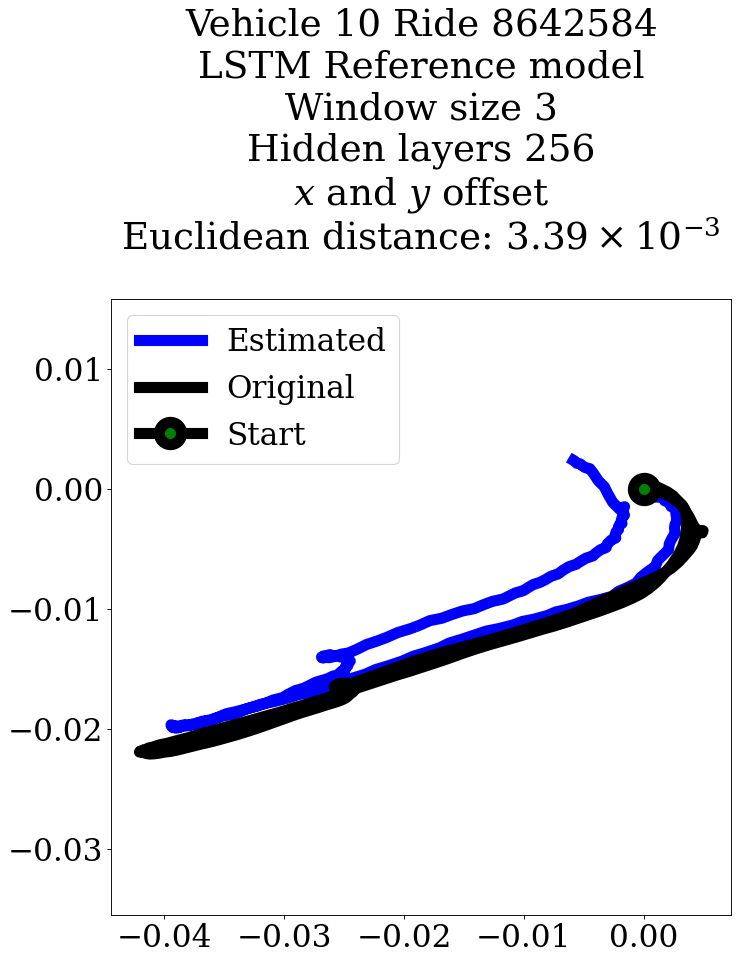 Vehicle 10 Ride 8642584
LSTM Reference model
Window size 3
Hidden layers 256
x and y offset
Euclidean distance: 3.39 × 10⁻³
Estimated
Original
Start
0.01
0.00
−0.01
−0.02
−0.03
−0.04 −0.03 −0.02 −0.01 0.00